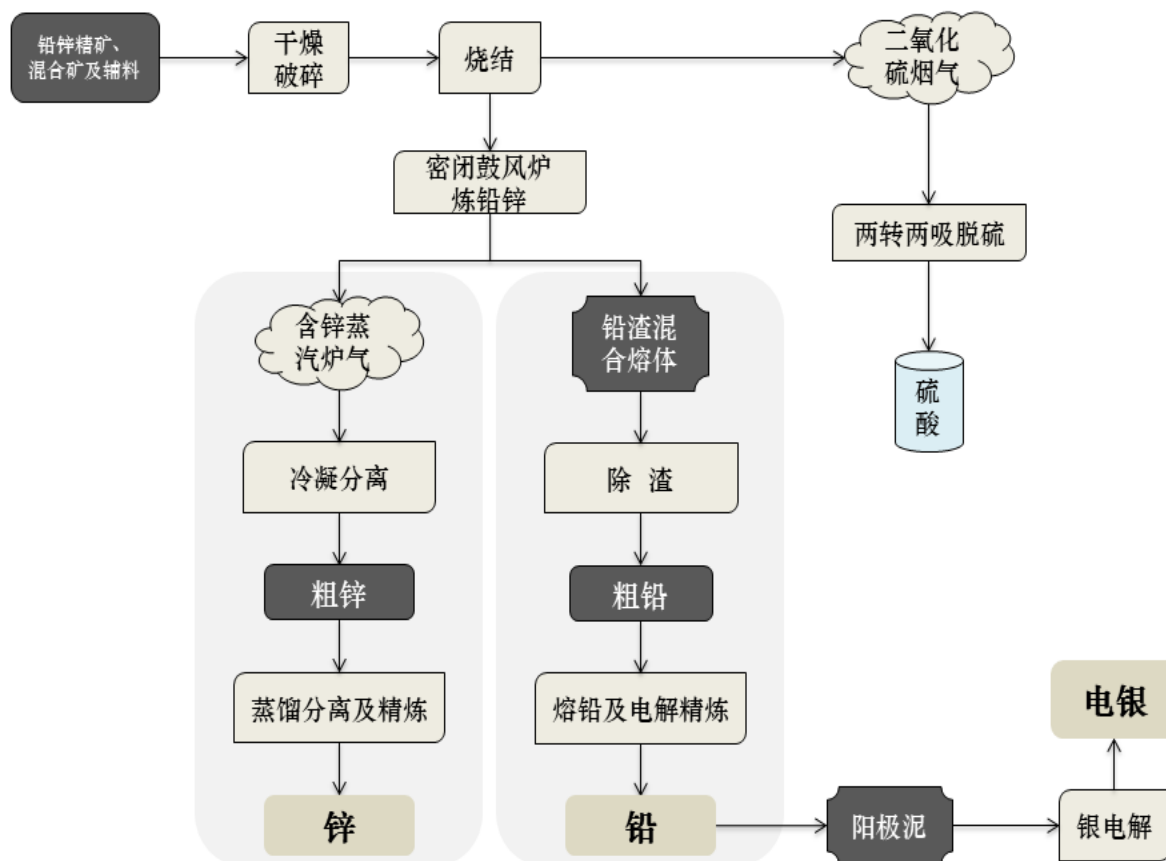 铅锌精矿、
混合矿及辅料
干燥
破碎
烧结
二氧化
硫烟气
密闭鼓风炉
炼铅锌
两转两吸脱硫
含锌蒸
汽炉气
铅渣混
合熔体
硫
酸
冷凝分离
除 渣
粗锌
粗铅
蒸馏分离及精炼
熔铅及电解精炼
电银
锌
铅
阳极泥
银电解